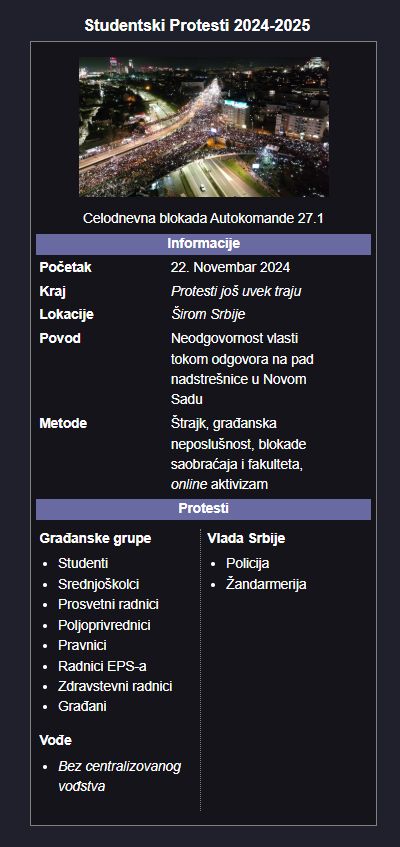 Studentski Protesti 2024-2025
Celodnevna blokada Autokomande 27.1
Informacije
Početak 22. Novembar 2024
Kraj Protesti još uvek traju
Lokacije Širom Srbije
Povod Neodgovornost vlasti
tokom odgovora na pad
nadstrešnice u Novom
Sadu
Metode Štrajk, građanska
neposlušnost, blokade
saobraćaja i fakulteta,
online aktivizam
Protesti
Građanske grupe
• Studenti
• Srednjoškolci
• Prosvetni radnici
• Poljoprivrednici
• Pravnici
• Radnici EPS-a
• Zdravstevni radnici
• Građani
Vođe
• Bez centralizovanog
vođstva
Vlada Srbije
• Policija
• Žandarmerija